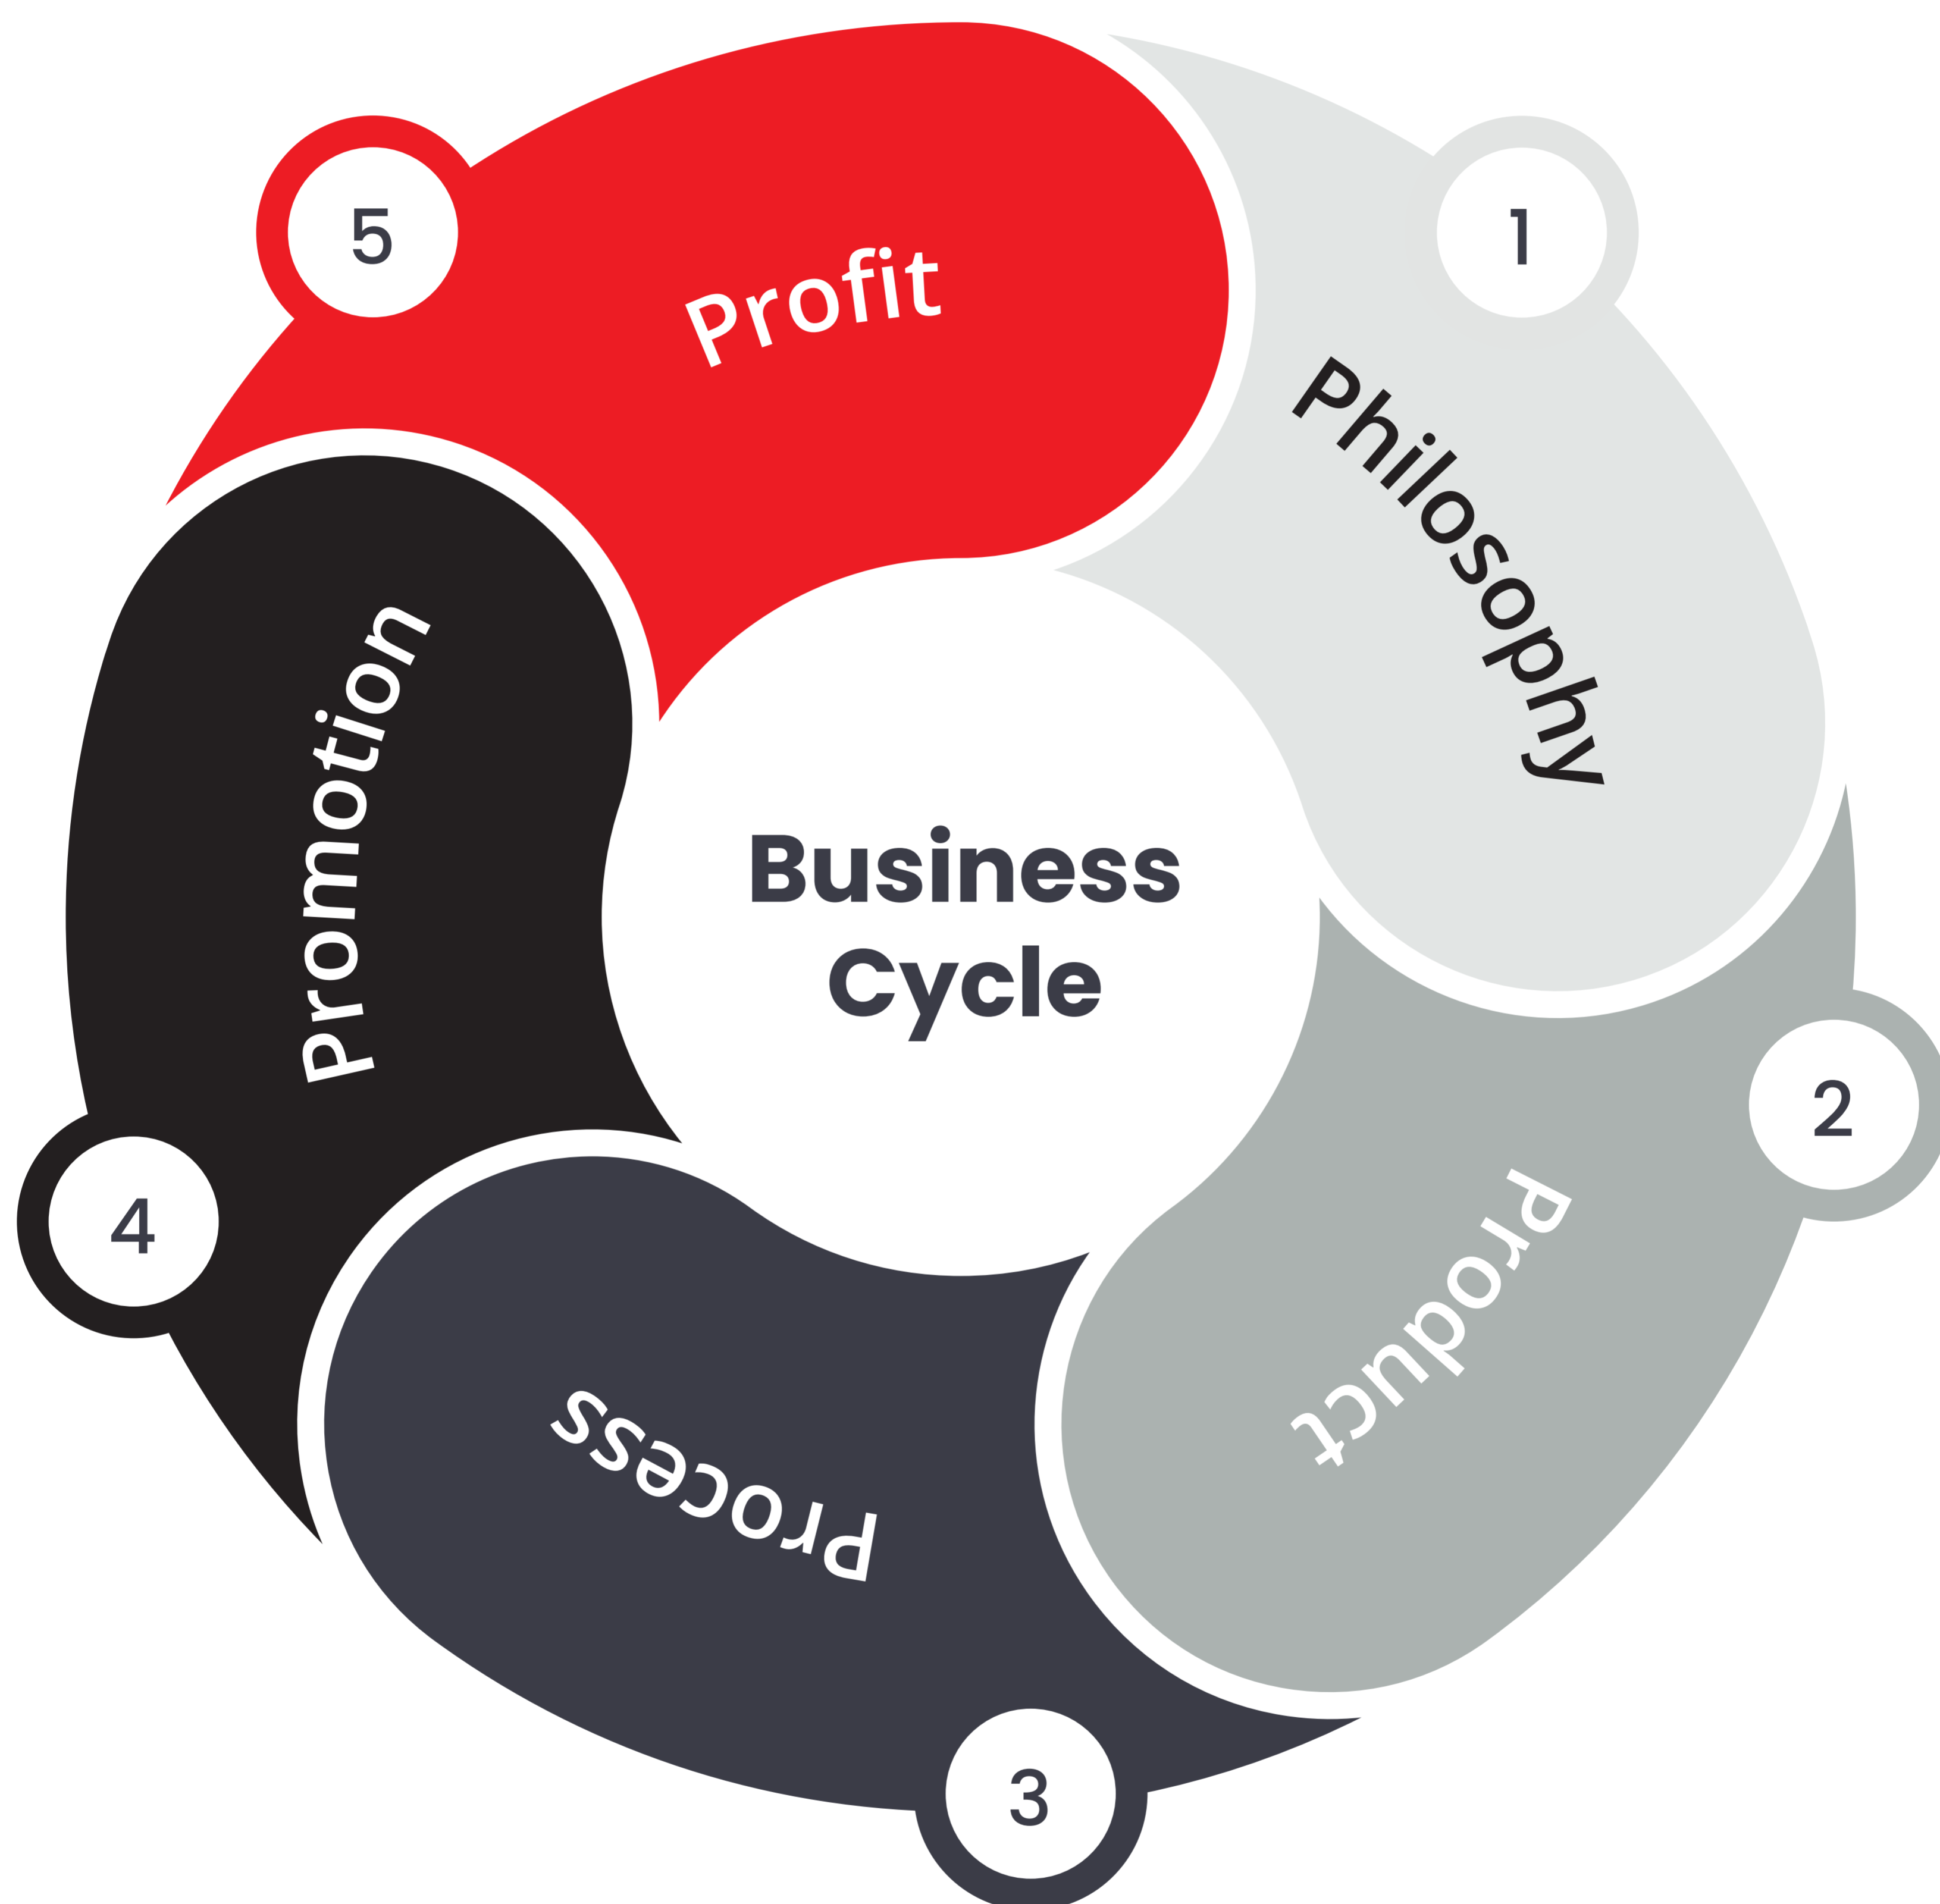 Business
Cycle
1
Philosophy
2
Product
3
Process
4
Promotion
5
Profit